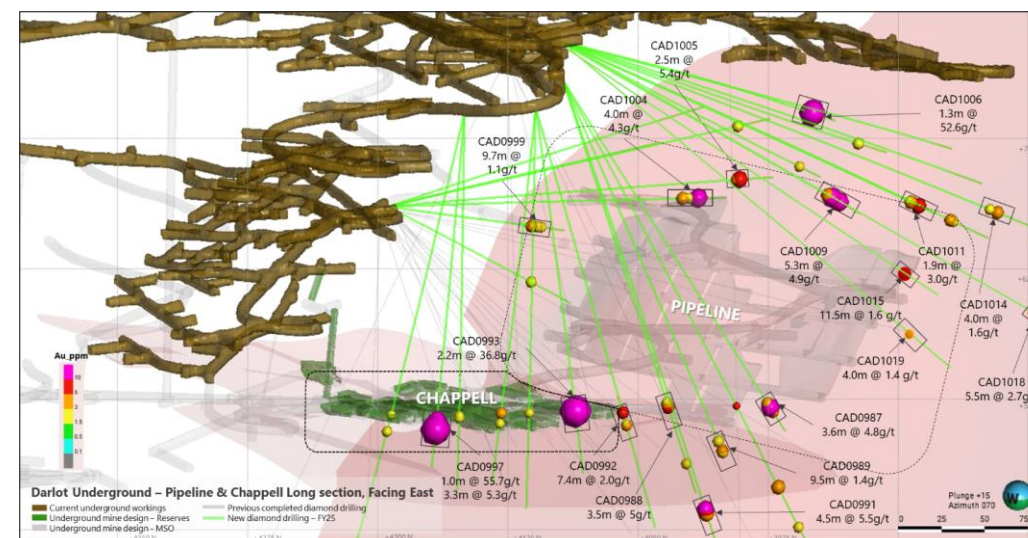 CAD1005
2.5m @
5.4g/t
CAD1004
4.0m @
4.3g/t
CAD1006
1.3m @
52.6g/t
CAD0999
9.7m @
1.1g/t
CAD1009
5.3m @
4.9g/t
CAD1011
1.9m @
3.0g/t
CAD1015
11.5m @ 1.6 g/t
CAD1014
4.0m @
1.6g/t
PIPELINE
CAD0993
2.2m @ 36.8g/t
CAD1019
4.0m @ 1.4 g/t
CAD1018
5.5m @ 2.7g
Au_ppm
10
6
3
1.8
0.5
0.1
CHAPPELL
CAD0987
3.6m @ 4.8g/t
CAD0997
1.0m @ 55.7g/t
3.3m @ 5.3g/t
CAD0992
7.4m @ 2.0g/t
CAD0989
9.5m @ 1.4g/t
CAD0988
3.5m @ 5g/t
CAD0991
4.5m @ 5.5g/t
Darlot Underground – Pipeline & Chappell Long section, Facing East
Current underground workings
Previous completed diamond drilling
Underground mine design – Reserves
New diamond drilling – FY25
Underground mine design – MSO
Plunge +15
Azimuth 070
W
0 25 50 75